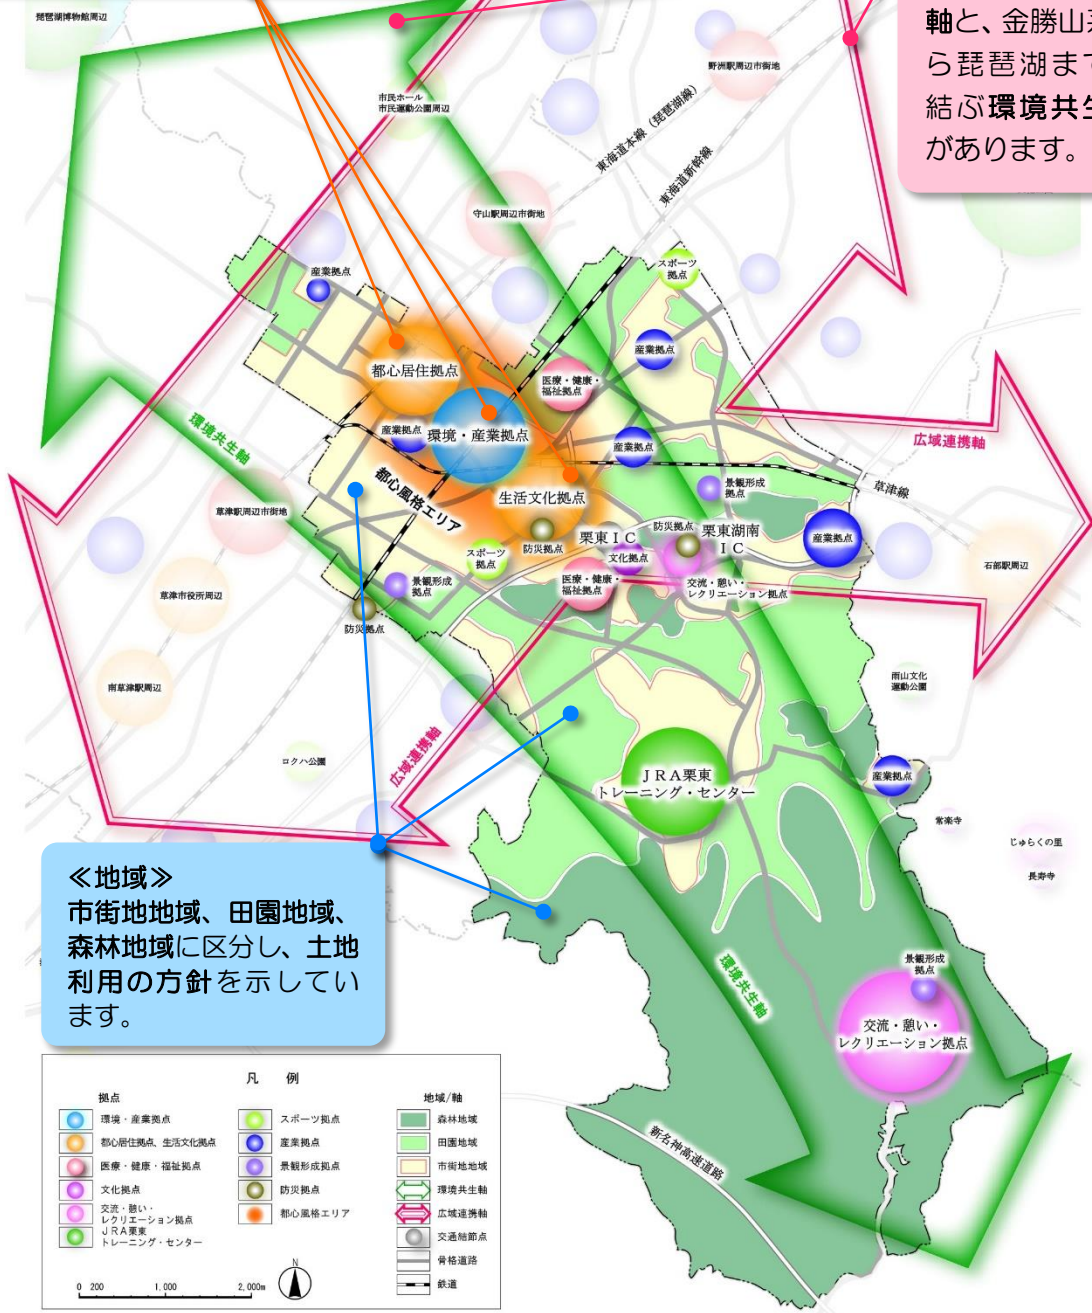 琵琶湖博物館周辺
軸と、金勝山系か
ら琵琶湖まで
結ぶ環境共生
があります。
野洲駅周辺市街地
市民ホール
市民運動公園周辺
東海道本線（琵琶湖線）
東海道新幹線
守山駅周辺市街地
スポーツ
拠点
産業拠点
産業拠点
都心居住拠点
医療・健康・
福祉拠点
環境共生軸
産業拠点
環境・産業拠点
産業拠点
広域連携軸
草津線
都心風格エリア
生活文化拠点
景観形成
拠点
草津駅周辺市街地
防災拠点
栗東ＩＣ
防災拠点
栗東湖南
ＩＣ
産業拠点
スポーツ
拠点
文化拠点
石部駅周辺
草津市役所周辺
景観形成
拠点
医療・健康・
福祉拠点
交流・憩い・
レクリエーション拠点
防災拠点
南草津駅周辺
雨山文化
運動公園
広域連携軸
ロクハ公園
ＪＲＡ栗東
トレーニング・センター
産業拠点
常楽寺
じゅらくの里
長寿寺
≪地域≫
市街地地域、田園地域、
森林地域に区分し、土地
利用の方針を示してい
ます。
環境共生軸
景観形成
拠点
交流・憩い・
レクリエーション拠点
新名神高速道路
凡 例
拠点
環境・産業拠点
都心居住拠点、生活文化拠点
医療・健康・福祉拠点
文化拠点
交流・憩い・
レクリエーション拠点
ＪＲＡ栗東
トレーニング・センター
スポーツ拠点
産業拠点
景観形成拠点
防災拠点
都心風格エリア
地域/軸
森林地域
田園地域
市街地地域
環境共生軸
広域連携軸
交通結節点
骨格道路
鉄道
0 200 1,000 2,000m
N